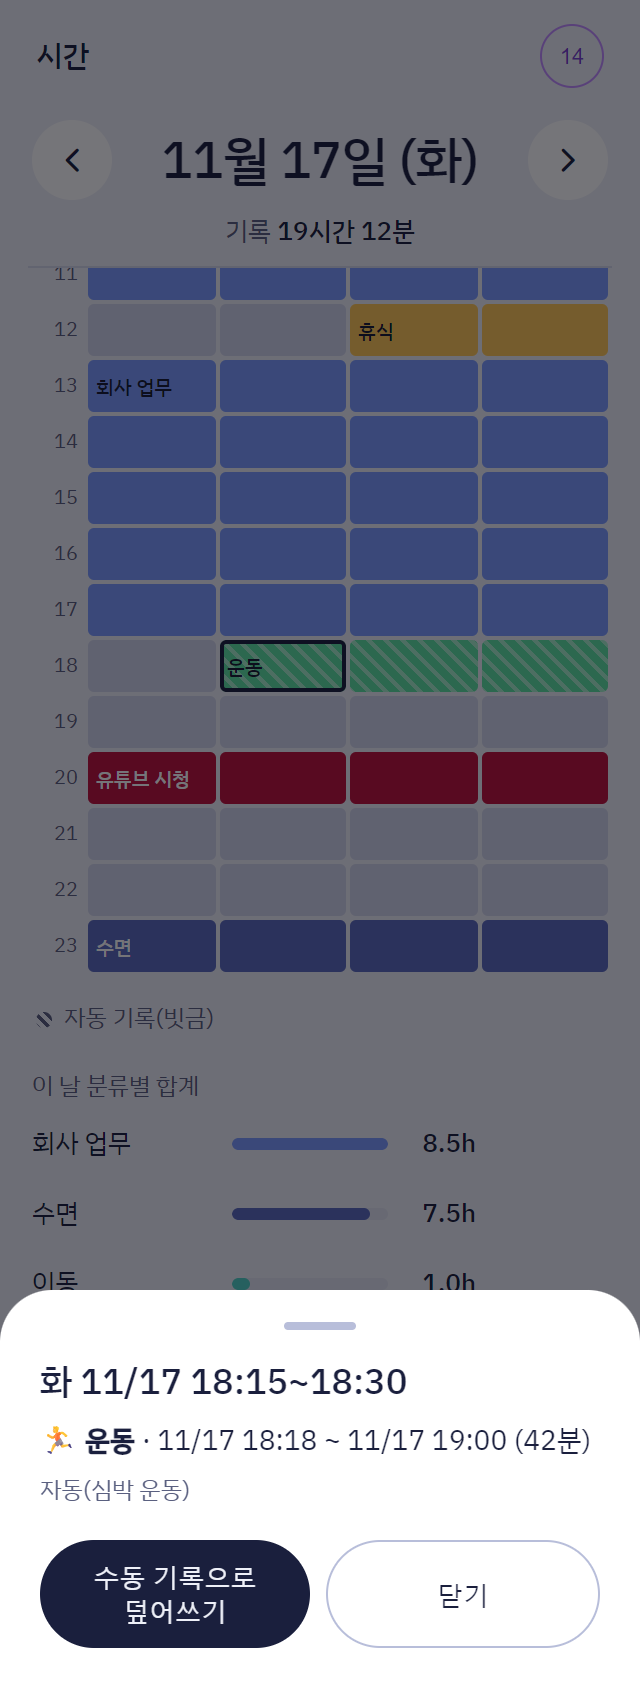 시간
14
11월 17일 (화)
기록 19시간 12분
11
12 휴식
13 회사 업무
14
15
16
17
18 운동
19
20 유튜브 시청
21
22
23 수면
자동 기록(빗금)
이 날 분류별 합계
회사 업무 8.5h
수면 7.5h
이동 1.0h
화 11/17 18:15~18:30
운동 · 11/17 18:18 ~ 11/17 19:00 (42분)
자동(심박 운동)
수동 기록으로
덮어쓰기
닫기